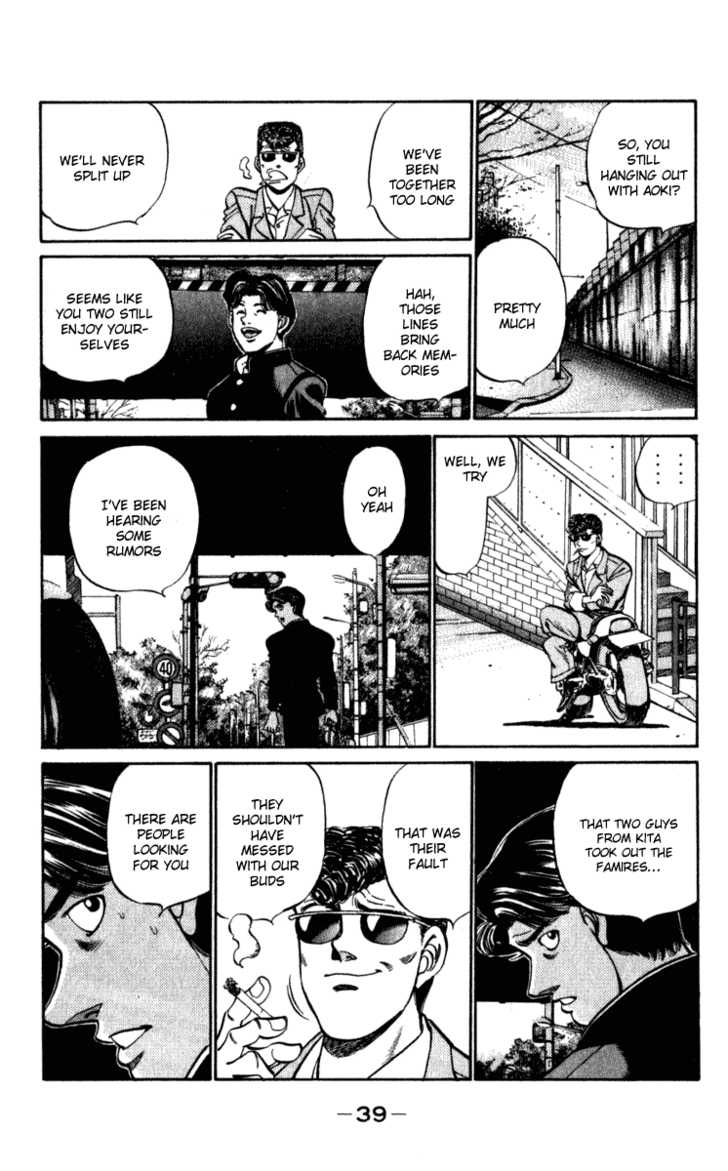 SO, YOU
STILL
HANGING OUT
WITH AOKI?
PRETTY
MUCH
WE'VE
BEEN
TOGETHER
TOO LONG
WE'LL NEVER
SPLIT UP
HAH,
THOSE
LINES
BRING
BACK MEM-
ORIES
SEEMS LIKE
YOU TWO STILL
ENJOY YOUR-
SELVES
WELL, WE
TRY
OH
YEAH
I'VE BEEN
HEARING
SOME
RUMORS
40
THAT TWO GUYS
FROM KITA
TOOK OUT THE
FAMIRES...
THAT WAS
THEIR
FAULT
THEY
SHOULDN'T
HAVE
MESSED
WITH OUR
BUDS
THERE ARE
PEOPLE
LOOKING
FOR YOU
—39—